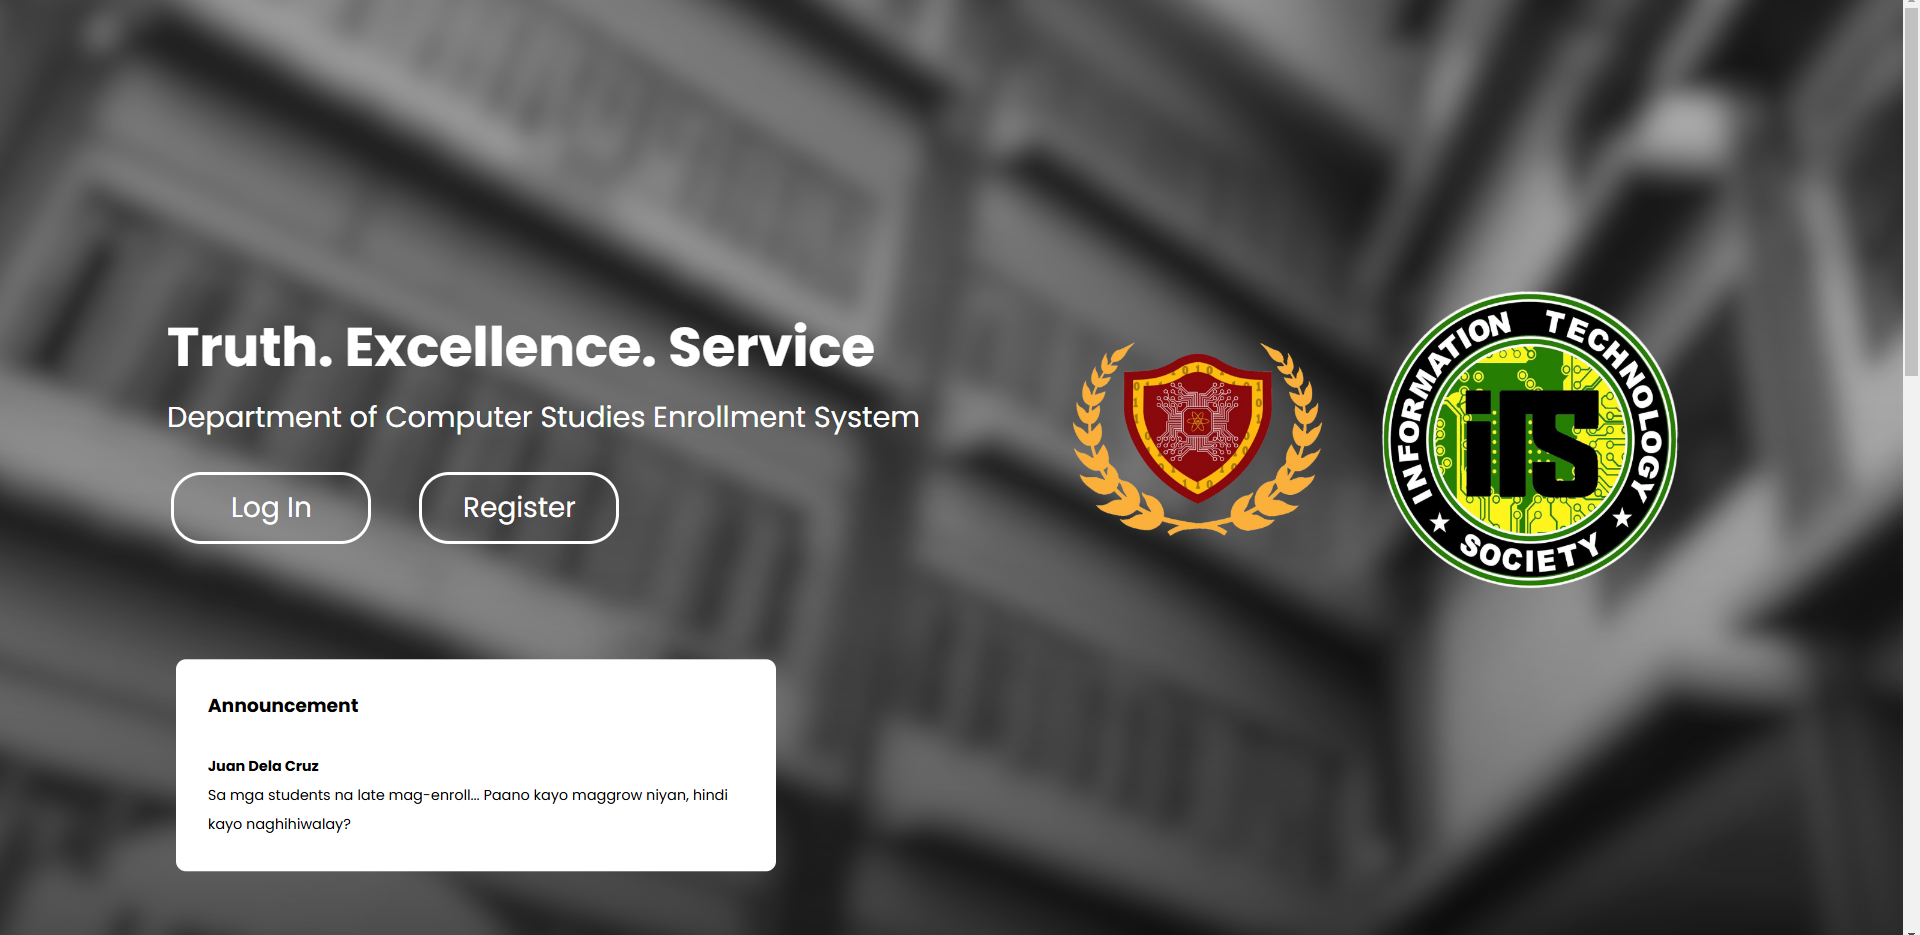 Truth. Excellence. Service
Department of Computer Studies Enrollment System
Log In
Register
INFORMATION TECHNOLOGY
iTS
★ SOCIETY ★
Announcement
Juan Dela Cruz
Sa mga students na late mag-enroll... Paano kayo maggrow niyan, hindi
kayo naghihiwalay?